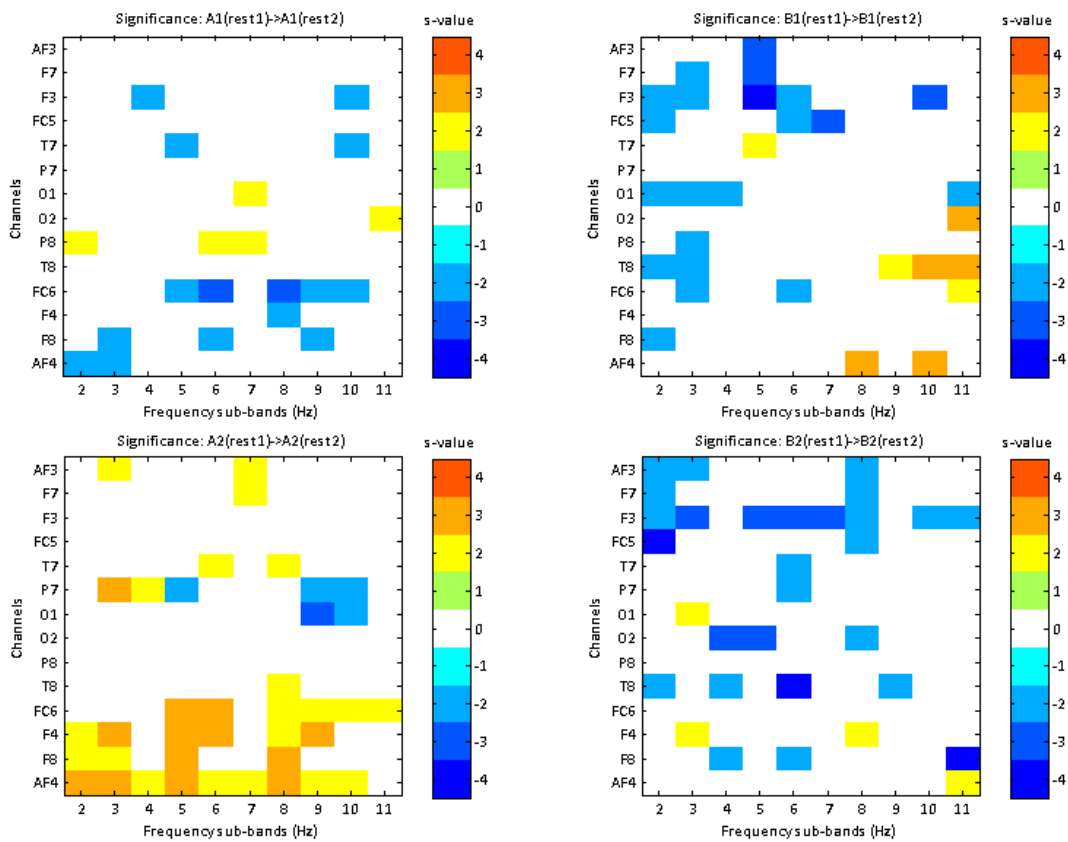 Significance: A1(rest1)->A1(rest2)
s-value
AF3
F7
F3
FC5
T7
P7
O1
O2
P8
T8
FC6
F4
F8
AF4
Channels
2 3 4 5 6 7 8 9 10 11
Frequency sub-bands (Hz)
4
3
2
1
0
-1
-2
-3
-4
Significance: B1(rest1)->B1(rest2)
s-value
AF3
F7
F3
FC5
T7
P7
O1
O2
P8
T8
FC6
F4
F8
AF4
Channels
2 3 4 5 6 7 8 9 10 11
Frequency sub-bands (Hz)
4
3
2
1
0
-1
-2
-3
-4
Significance: A2(rest1)->A2(rest2)
s-value
AF3
F7
F3
FC5
T7
P7
O1
O2
P8
T8
FC6
F4
F8
AF4
Channels
2 3 4 5 6 7 8 9 10 11
Frequency sub-bands (Hz)
4
3
2
1
0
-1
-2
-3
-4
Significance: B2(rest1)->B2(rest2)
s-value
AF3
F7
F3
FC5
T7
P7
O1
O2
P8
T8
FC6
F4
F8
AF4
Channels
2 3 4 5 6 7 8 9 10 11
Frequency sub-bands (Hz)
4
3
2
1
0
-1
-2
-3
-4